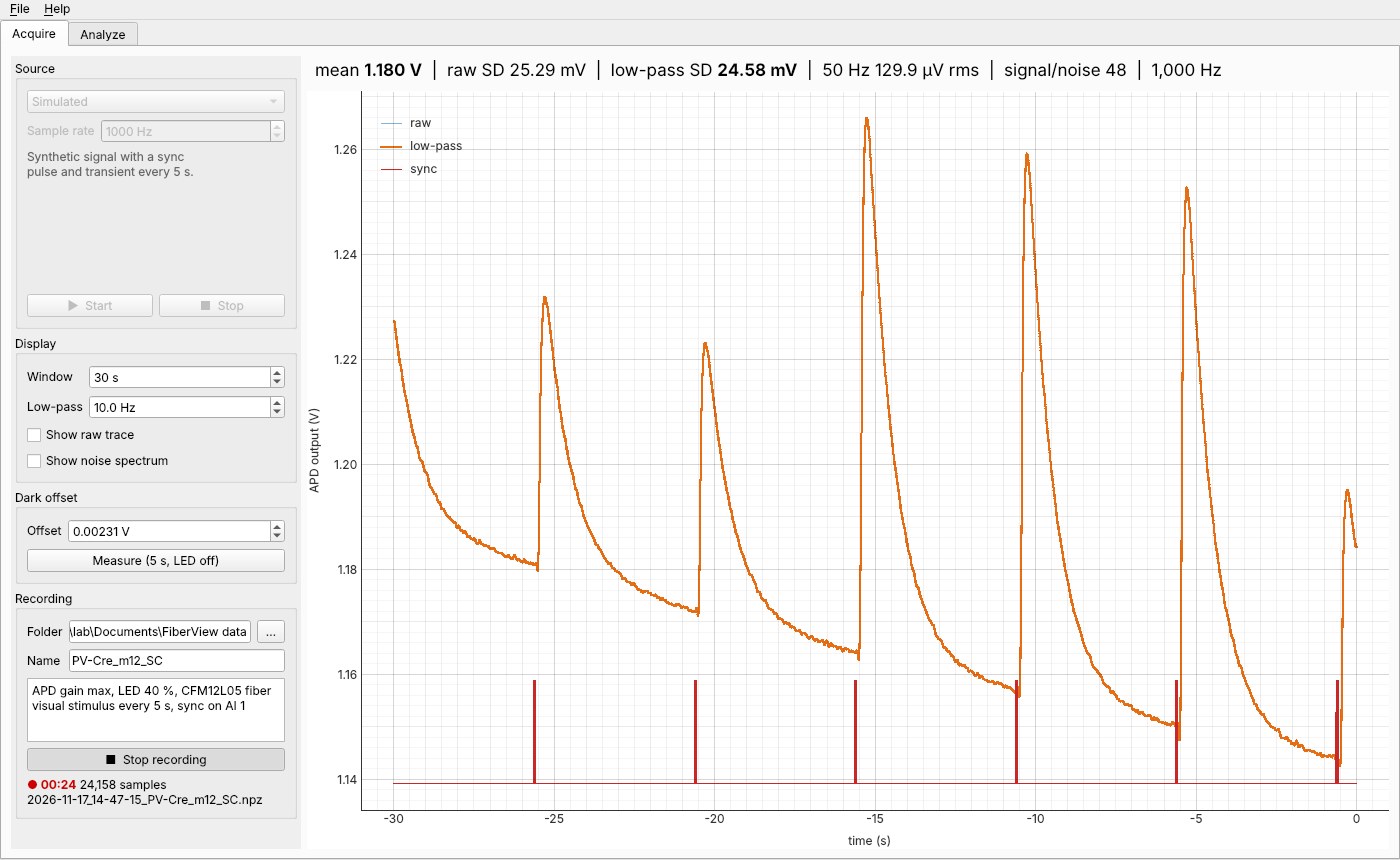 File Help
Acquire Analyze
Source
Simulated
Sample rate 1000 Hz
Synthetic signal with a sync
pulse and transient every 5 s.
Start Stop
Display
Window 30 s
Low-pass 10.0 Hz
Show raw trace
Show noise spectrum
Dark offset
Offset 0.00231 V
Measure (5 s, LED off)
Recording
Folder \lab\Documents\FiberView data ...
Name PV-Cre_m12_SC
APD gain max, LED 40 %, CFM12L05 fiber
visual stimulus every 5 s, sync on AI 1
Stop recording
00:24 24,158 samples
2026-11-17_14-47-15_PV-Cre_m12_SC.npz
mean 1.180 V | raw SD 25.29 mV | low-pass SD 24.58 mV | 50 Hz 129.9 µV rms | signal/noise 48 | 1,000 Hz
raw
low-pass
sync
APD output (V)
1.26
1.24
1.22
1.20
1.18
1.16
1.14
-30 -25 -20 -15 -10 -5 0
time (s)